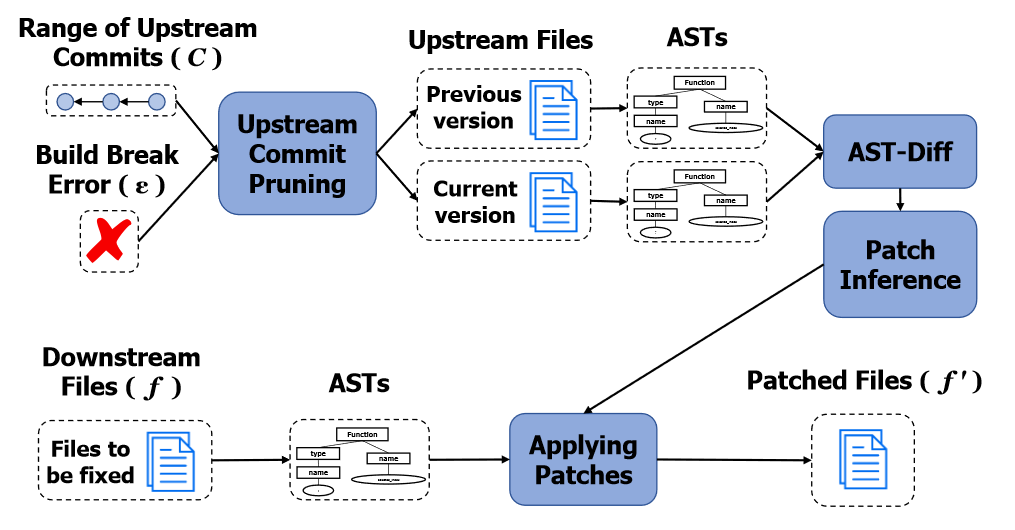 Range of Upstream
Commits ( C )
Build Break
Error ( ε )
Upstream
Commit
Pruning
Upstream Files
Previous
version
Current
version
ASTs
Function
type
name
name
Function
type
name
name
AST-Diff
Patch
Inference
Downstream
Files ( f )
Files to
be fixed
ASTs
Function
type
name
name
Applying
Patches
Patched Files ( f' )